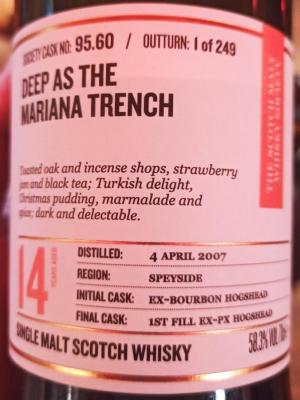 SOCIETY CASK NO: 95.60 / OUTTURN: 1 of 249
THE SCOTCH MALT
WHISKY SOCIETY
DEEP AS THE
MARIANA TRENCH
Toasted oak and incense shops, strawberry
jam and black tea; Turkish delight,
Christmas pudding, marmalade and
spice; dark and delectable.
14 YEARS AGED
DISTILLED: 4 APRIL 2007
REGION: SPEYSIDE
INITIAL CASK: EX-BOURBON HOGSHEAD
FINAL CASK: 1ST FILL EX-PX HOGSHEAD
SINGLE MALT SCOTCH WHISKY
58.3% VOL